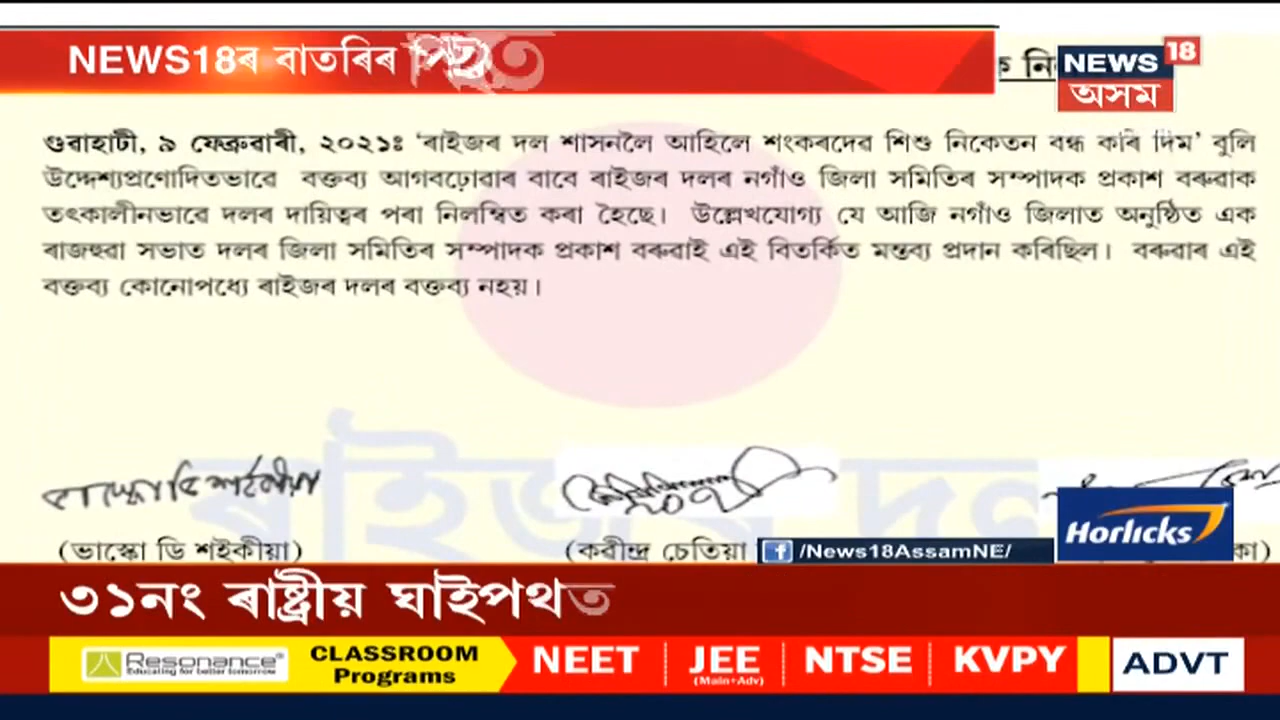 NEWS18ৰ বাতৰিৰ পিছত
NEWS 18
অসম
গুৱাহাটী, ৯ ফেব্ৰুৱাৰী, ২০২১ঃ ‘ৰাইজৰ দল শাসনলৈ আহিলে শংকৰদেৱ শিশু নিকেতন বন্ধ কৰি দিম’ বুলি
উদ্দেশ্যপ্ৰণোদিতভাৱে বক্তব্য আগবঢ়োৱাৰ বাবে ৰাইজৰ দলৰ নগাঁও জিলা সমিতিৰ সম্পাদক প্ৰকাশ বৰুৱাক
তৎকালীনভাৱে দলৰ দায়িত্বৰ পৰা নিলম্বিত কৰা হৈছে। উল্লেখযোগ্য যে আজি নগাঁও জিলাত অনুষ্ঠিত এক
ৰাজহুৱা সভাত দলৰ জিলা সমিতিৰ সম্পাদক প্ৰকাশ বৰুৱাই এই বিতৰ্কিত মন্তব্য প্ৰদান কৰিছিল। বৰুৱাৰ এই
বক্তব্য কোনোপধ্যে ৰাইজৰ দলৰ বক্তব্য নহয়।
ৰাইজৰ দল
(ভাস্কো ডি শইকীয়া)
(কবীন্দ্ৰ চেতিয়া
/News18AssamNE/
Horlicks
৩১নং ৰাষ্ট্ৰীয় ঘাইপথত
Resonance
Educating for better tomorrow
CLASSROOM
Programs
NEET
JEE
(Main+Adv)
NTSE
KVPY
ADVT